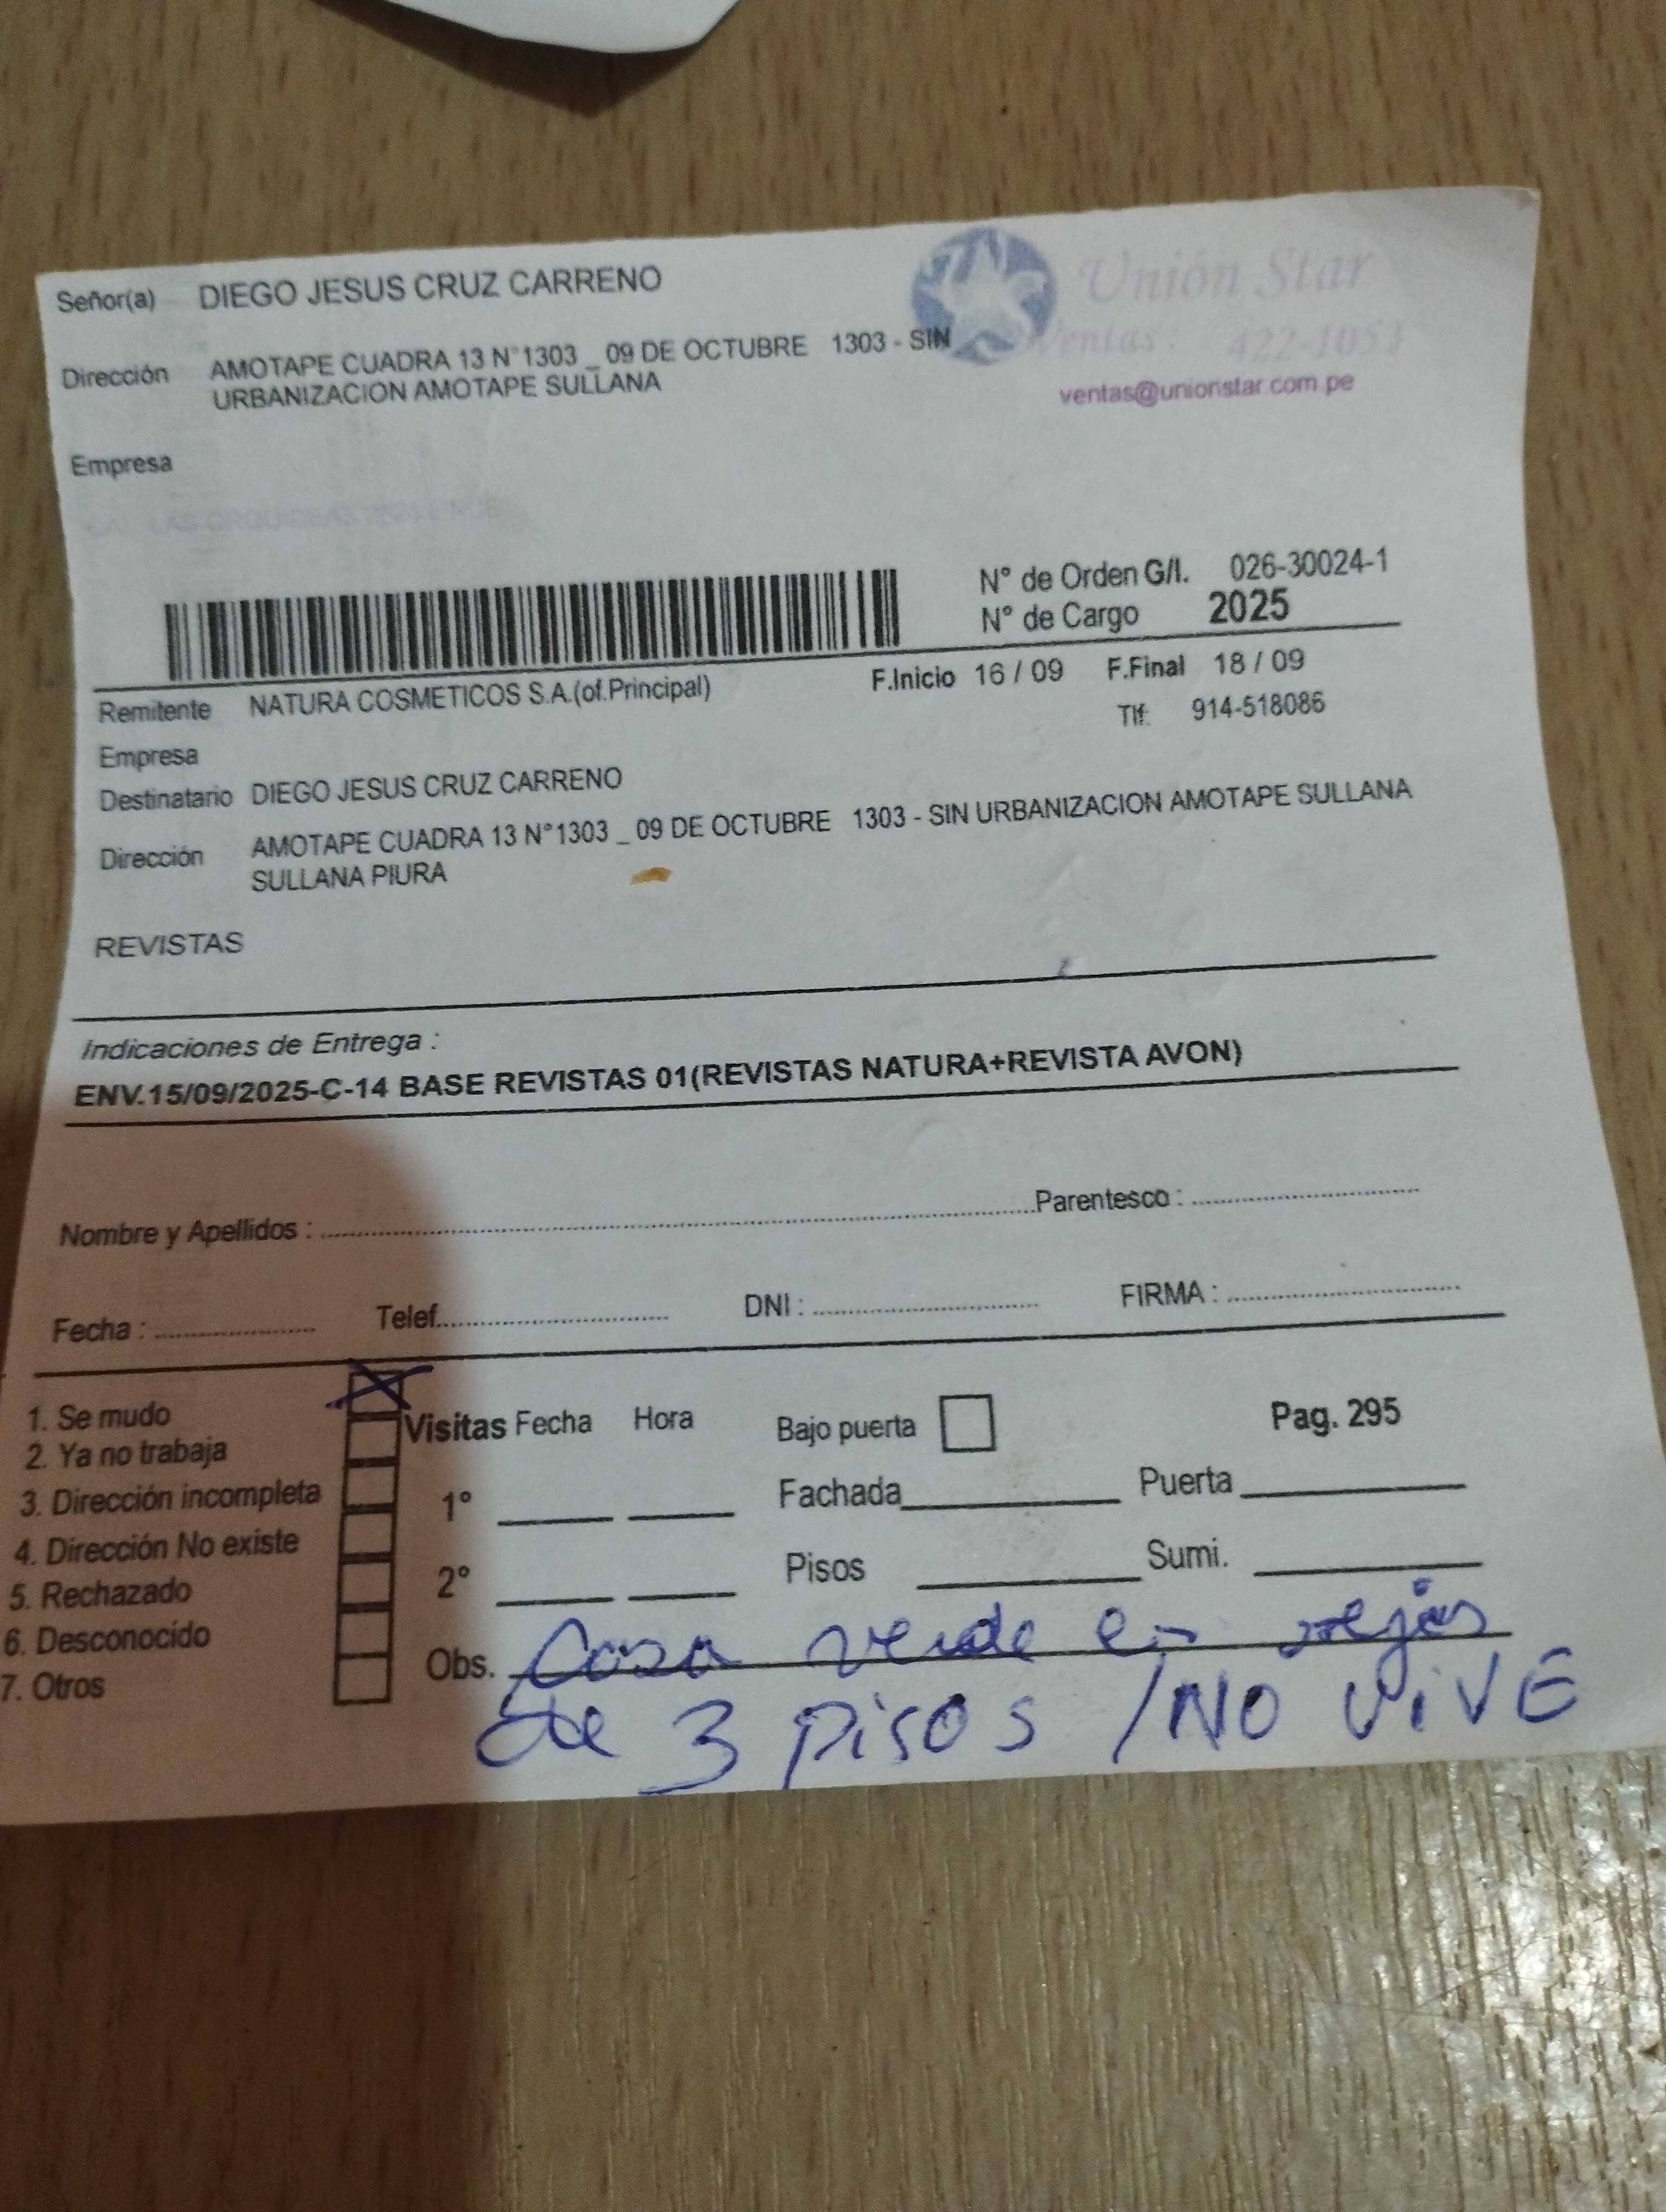 Señor(a) DIEGO JESUS CRUZ CARRENO
Unión Star
Dirección AMOTAPE CUADRA 13 N°1303 _ 09 DE OCTUBRE 1303 - SIN
URBANIZACION AMOTAPE SULLANA
Ventas: 422-1053
ventas@unionstar.com.pe
Empresa
N° de Orden G/I. 026-30024-1
N° de Cargo 2025
F.Inicio 16 / 09 F.Final 18 / 09
Remitente NATURA COSMETICOS S.A.(of.Principal)
Tlf: 914-518086
Empresa
Destinatario DIEGO JESUS CRUZ CARRENO
Dirección AMOTAPE CUADRA 13 N°1303 _ 09 DE OCTUBRE 1303 - SIN URBANIZACION AMOTAPE SULLANA
SULLANA PIURA
REVISTAS
Indicaciones de Entrega :
ENV.15/09/2025-C-14 BASE REVISTAS 01(REVISTAS NATURA+REVISTA AVON)
Nombre y Apellidos : Parentesco :
Fecha : Telef. DNI : FIRMA :
1. Se mudo
2. Ya no trabaja
3. Dirección incompleta
4. Dirección No existe
5. Rechazado
6. Desconocido
7. Otros
Visitas Fecha Hora Bajo puerta Pag. 295
1° Fachada Puerta
2° Pisos Sumi.
Obs. Casa verde en rejas
de 3 pisos / NO VIVE